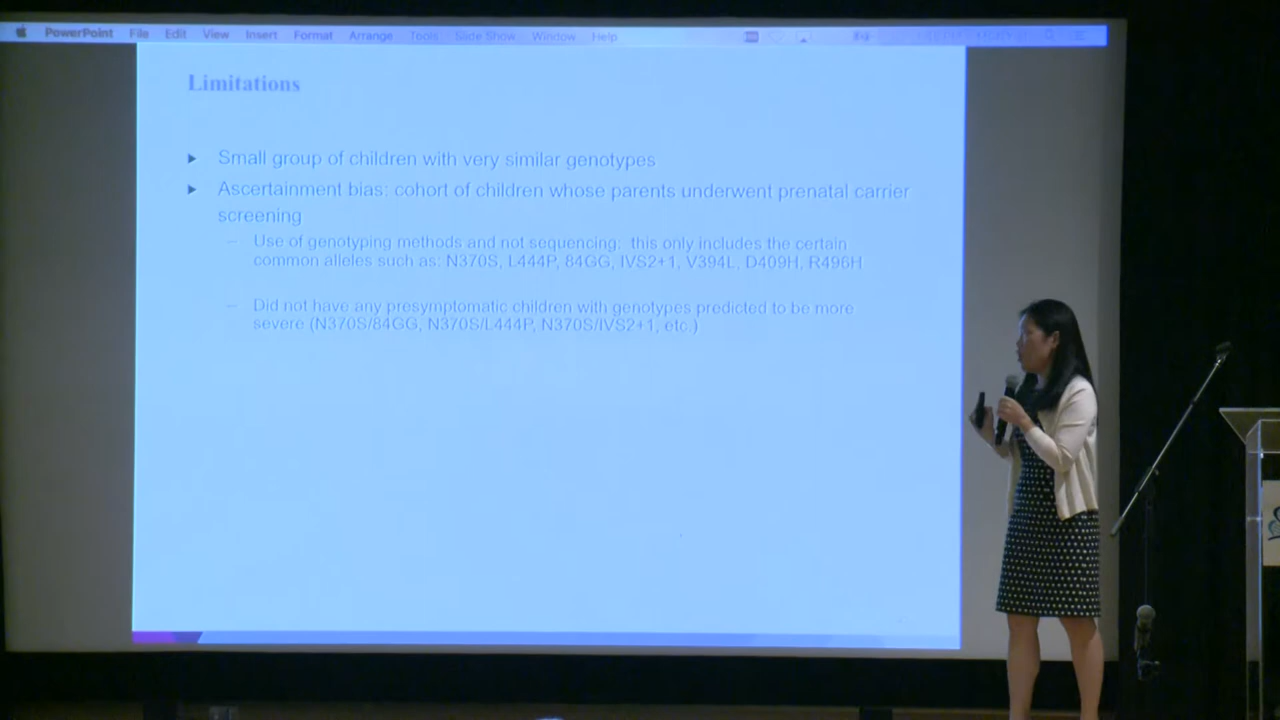 PowerPoint File Edit View Insert Format Arrange Tools Slide Show Window Help
Limitations
Small group of children with very similar genotypes
Ascertainment bias: cohort of children whose parents underwent prenatal carrier
screening
– Use of genotyping methods and not sequencing: this only includes the certain
common alleles such as: N370S, L444P, 84GG, IVS2+1, V394L, D409H, R496H
– Did not have any presymptomatic children with genotypes predicted to be more
severe (N370S/84GG, N370S/L444P, N370S/IVS2+1, etc.)